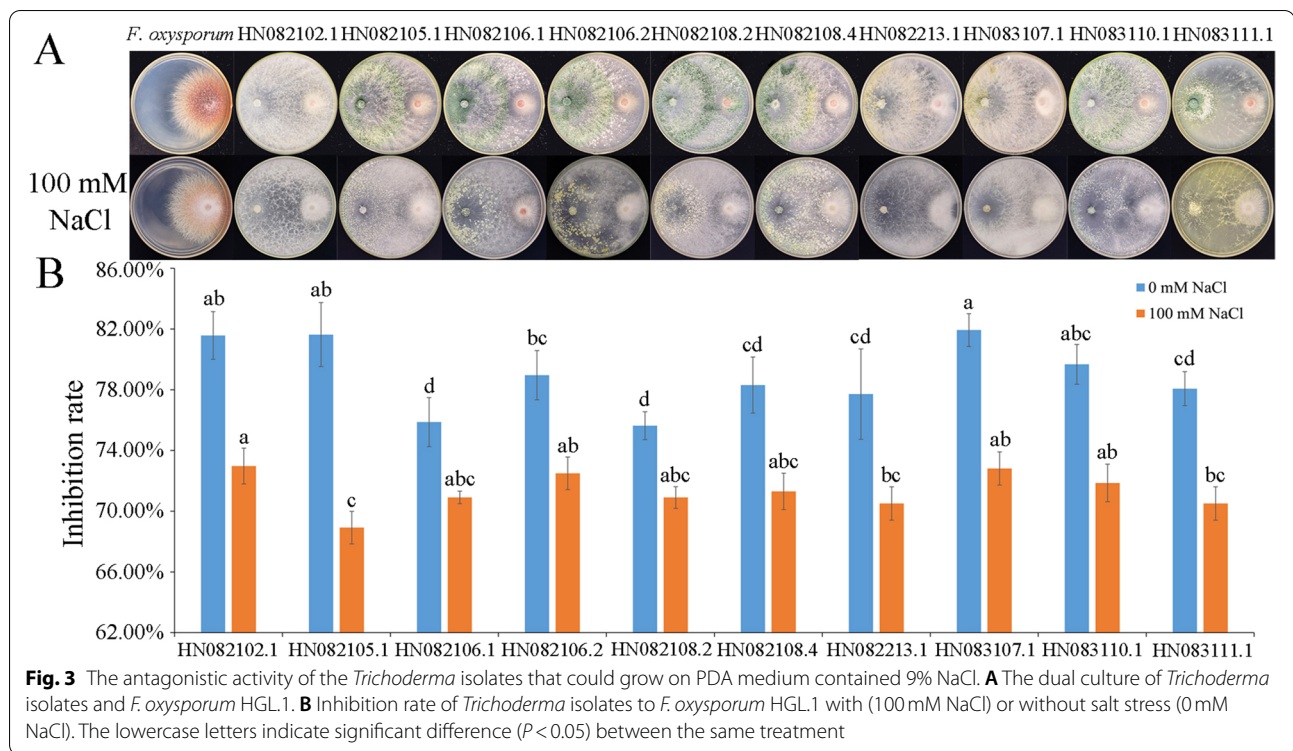 F. oxysporum HN082102.1 HN082105.1 HN082106.1 HN082106.2 HN082108.2 HN082108.4 HN082213.1 HN083107.1 HN083110.1 HN083111.1
A
100 mM
NaCl
B
86.00%
82.00%
78.00%
74.00%
70.00%
66.00%
62.00%
Inhibition rate
0 mM NaCl
100 mM NaCl
ab ab d bc d cd cd a abc cd
a c abc ab abc abc bc ab ab bc
HN082102.1 HN082105.1 HN082106.1 HN082106.2 HN082108.2 HN082108.4 HN082213.1 HN083107.1 HN083110.1 HN083111.1
Fig. 3 The antagonistic activity of the Trichoderma isolates that could grow on PDA medium contained 9% NaCl. A The dual culture of Trichoderma
isolates and F. oxysporum HGL.1. B Inhibition rate of Trichoderma isolates to F. oxysporum HGL.1 with (100 mM NaCl) or without salt stress (0 mM
NaCl). The lowercase letters indicate significant difference (P < 0.05) between the same treatment